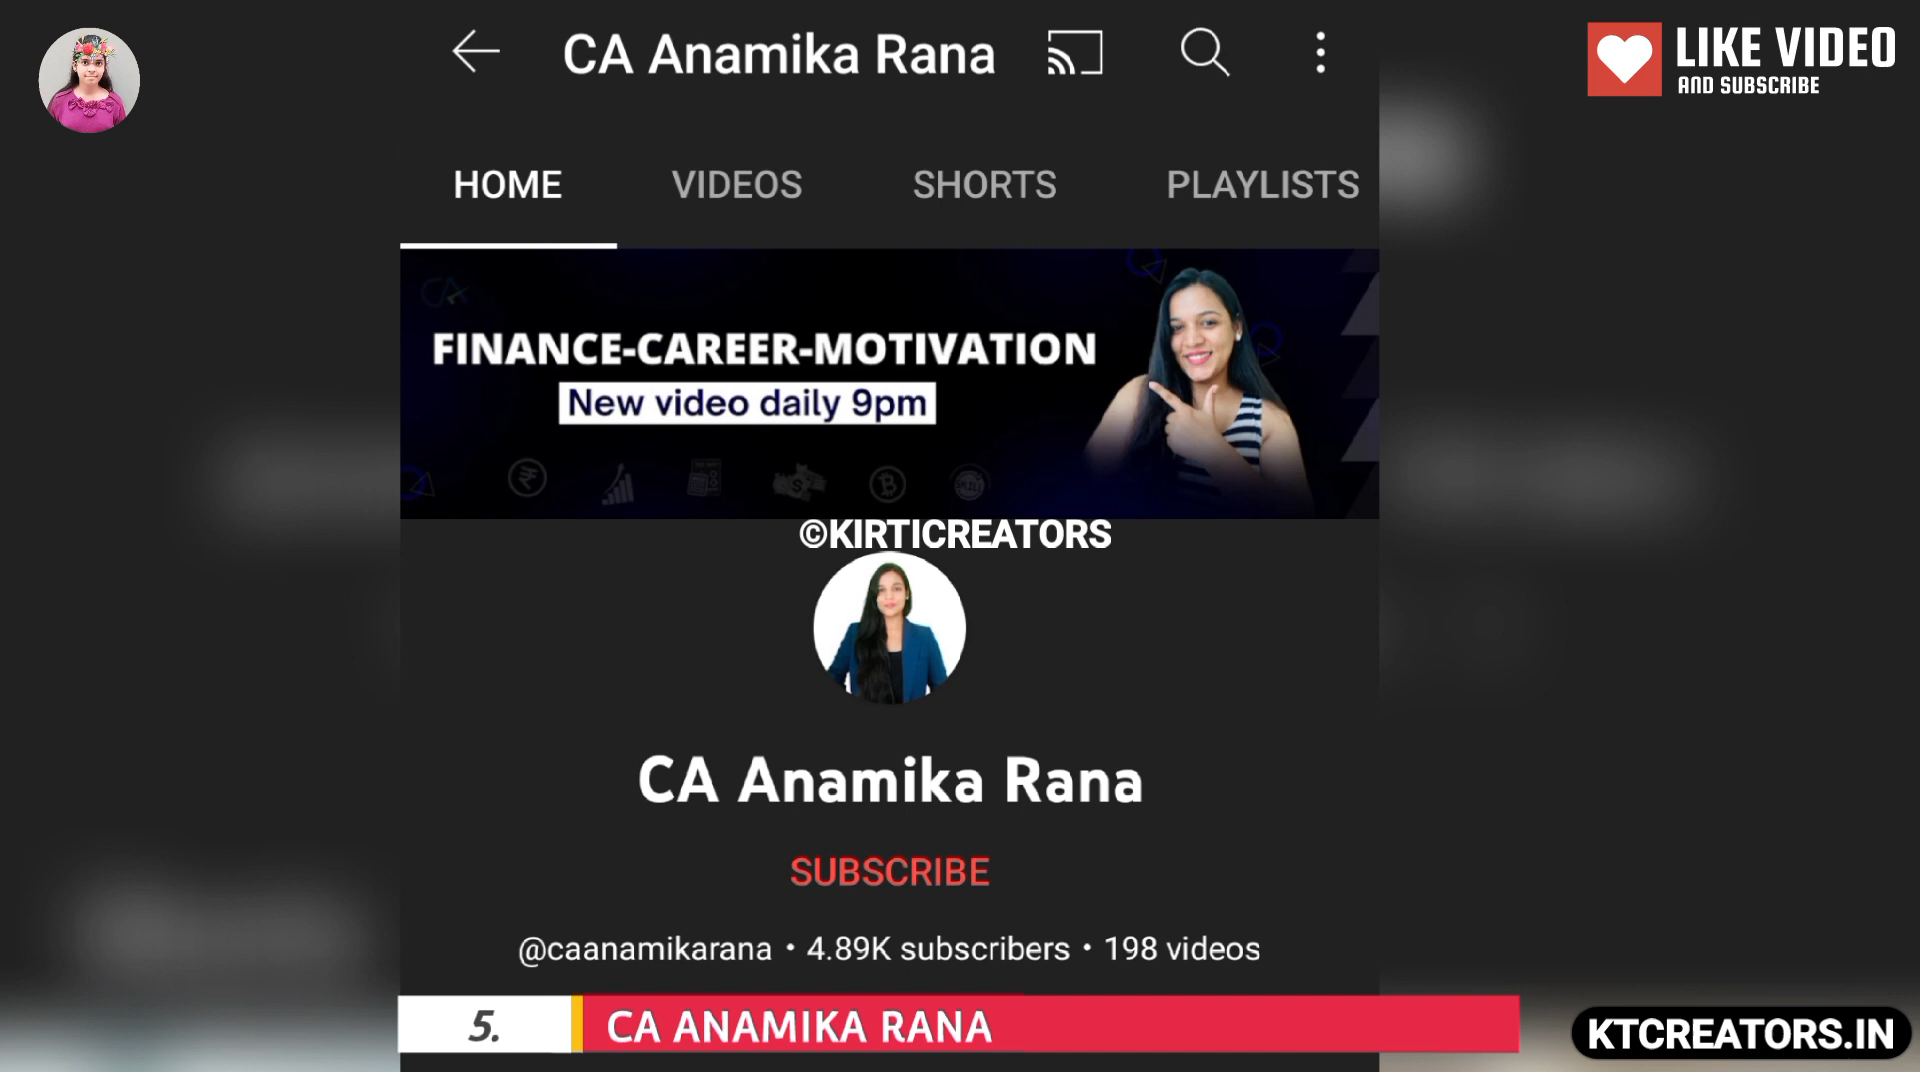 CA Anamika Rana
LIKE VIDEO
AND SUBSCRIBE
HOME VIDEOS SHORTS PLAYLISTS
FINANCE-CAREER-MOTIVATION
New video daily 9pm
©KIRTICREATORS
CA Anamika Rana
SUBSCRIBE
@caanamikarana • 4.89K subscribers • 198 videos
5. CA ANAMIKA RANA
KTCREATORS.IN